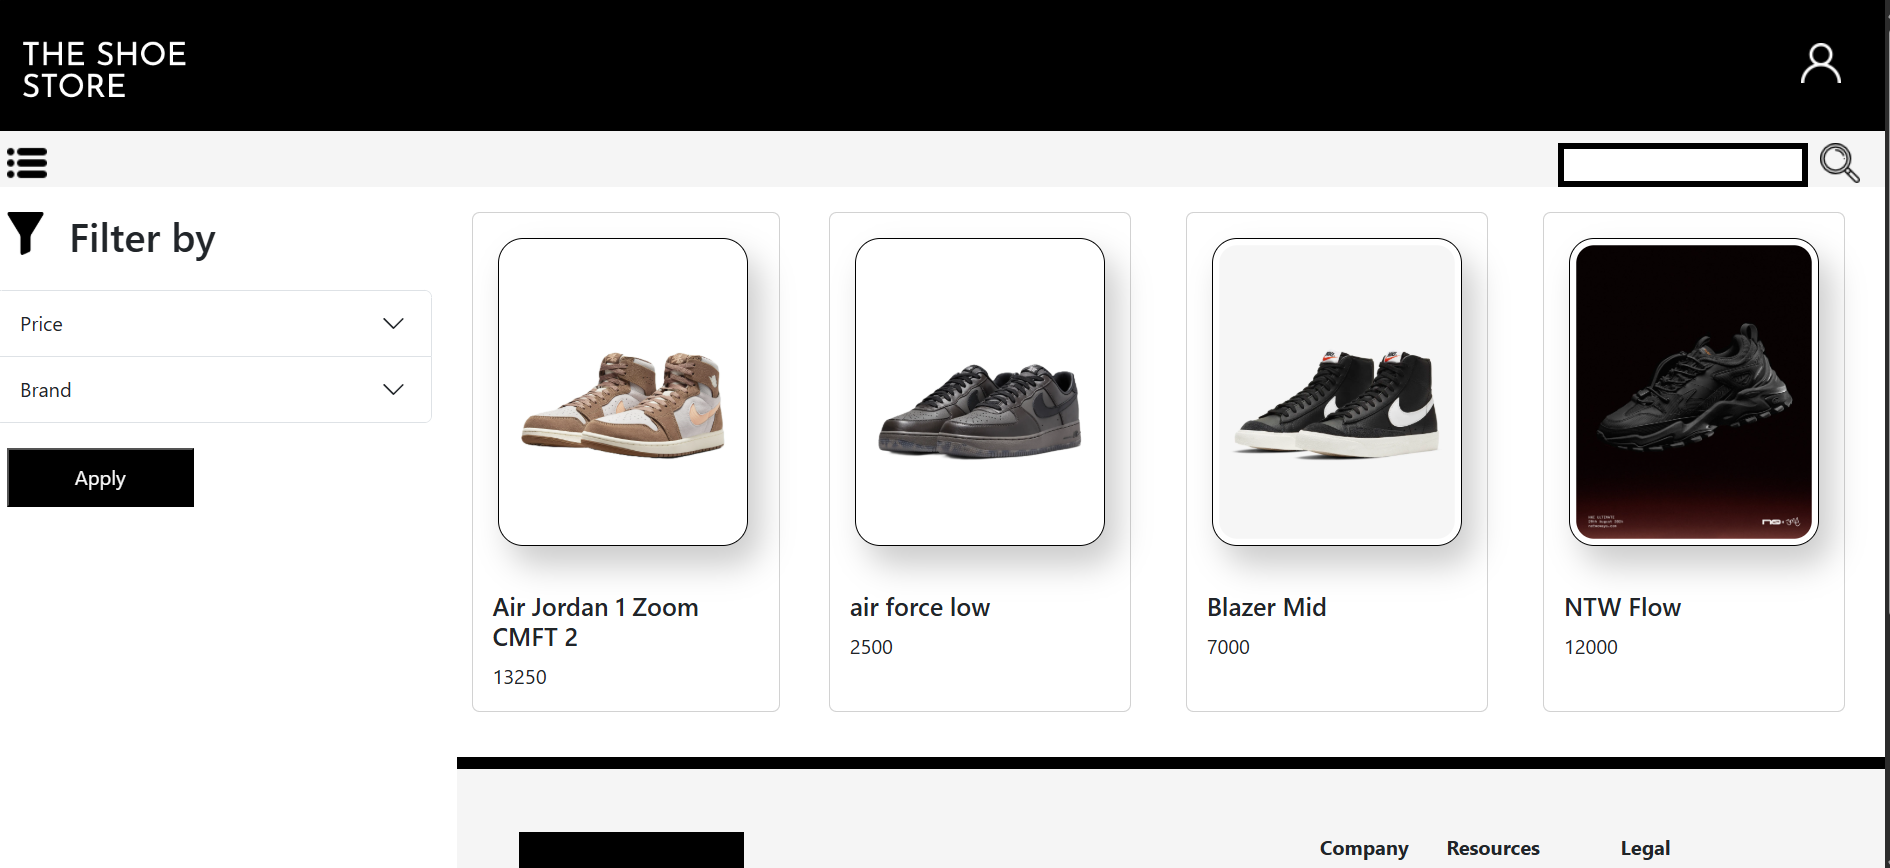 THE SHOE
STORE
Filter by
Price
Brand
Apply
Air Jordan 1 Zoom
CMFT 2
13250
air force low
2500
Blazer Mid
7000
NTW Flow
12000
Company
Resources
Legal